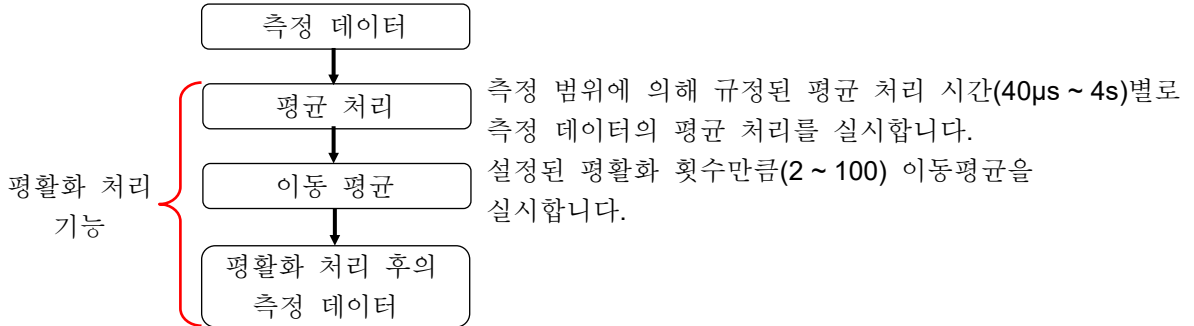 측정 데이터
평균 처리
측정 범위에 의해 규정된 평균 처리 시간(40μs ~ 4s)별로
측정 데이터의 평균 처리를 실시합니다.
평활화 처리
기능
이동 평균
설정된 평활화 횟수만큼(2 ~ 100) 이동평균을
실시합니다.
평활화 처리 후의
측정 데이터